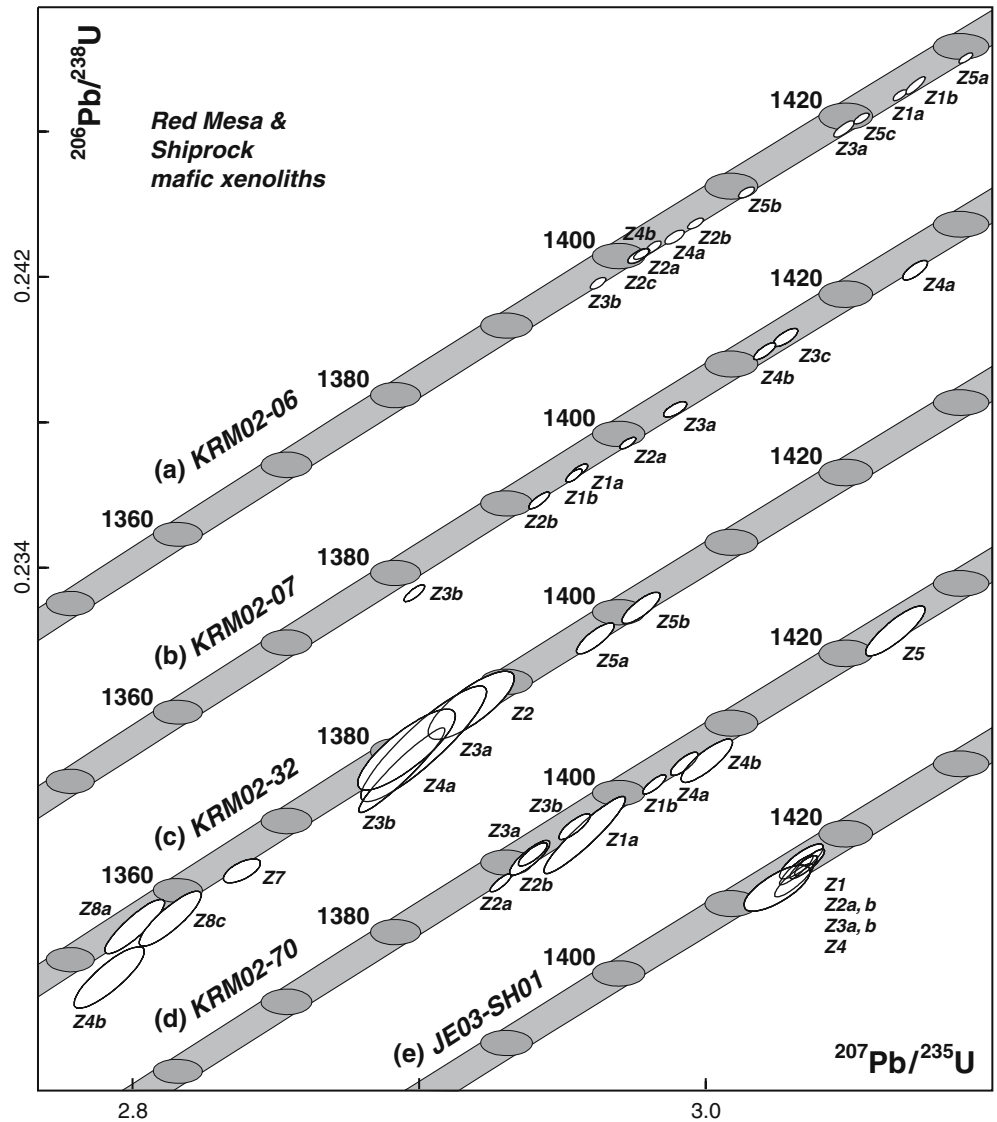 206Pb/238U
Red Mesa &
Shiprock
mafic xenoliths
0.242
0.234
2.8
3.0
207Pb/235U
(a) KRM02-06
1360
1380
1400
1420
Z5a
Z1b
Z1a
Z5c
Z3a
Z5b
Z2b
Z4b
Z4a
Z2a
Z2c
Z3b
(b) KRM02-07
1360
1380
1400
1420
Z4a
Z3c
Z4b
Z3a
Z2a
Z1a
Z1b
Z2b
Z3b
(c) KRM02-32
1360
1380
1400
1420
Z5b
Z5a
Z2
Z3a
Z4a
Z3b
Z7
Z8a
Z8c
Z4b
(d) KRM02-70
1380
1400
1420
Z5
Z4b
Z4a
Z1b
Z3b
Z1a
Z3a
Z2b
Z2a
(e) JE03-SH01
1400
1420
Z1
Z2a, b
Z3a, b
Z4